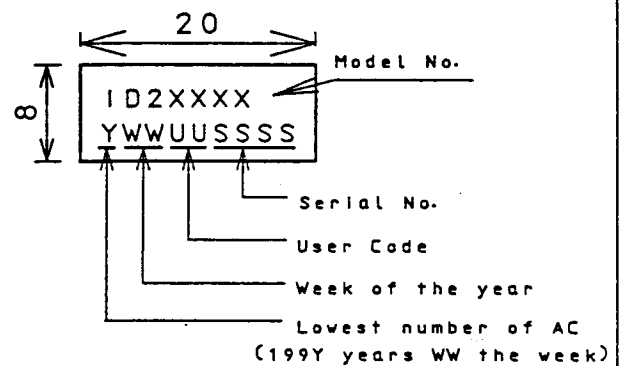 20
Model No.
8
1D2XXXX
YWWUUSSSS
Serial No.
User Code
Week of the year
Lowest number of AC
(199Y years WW the week)